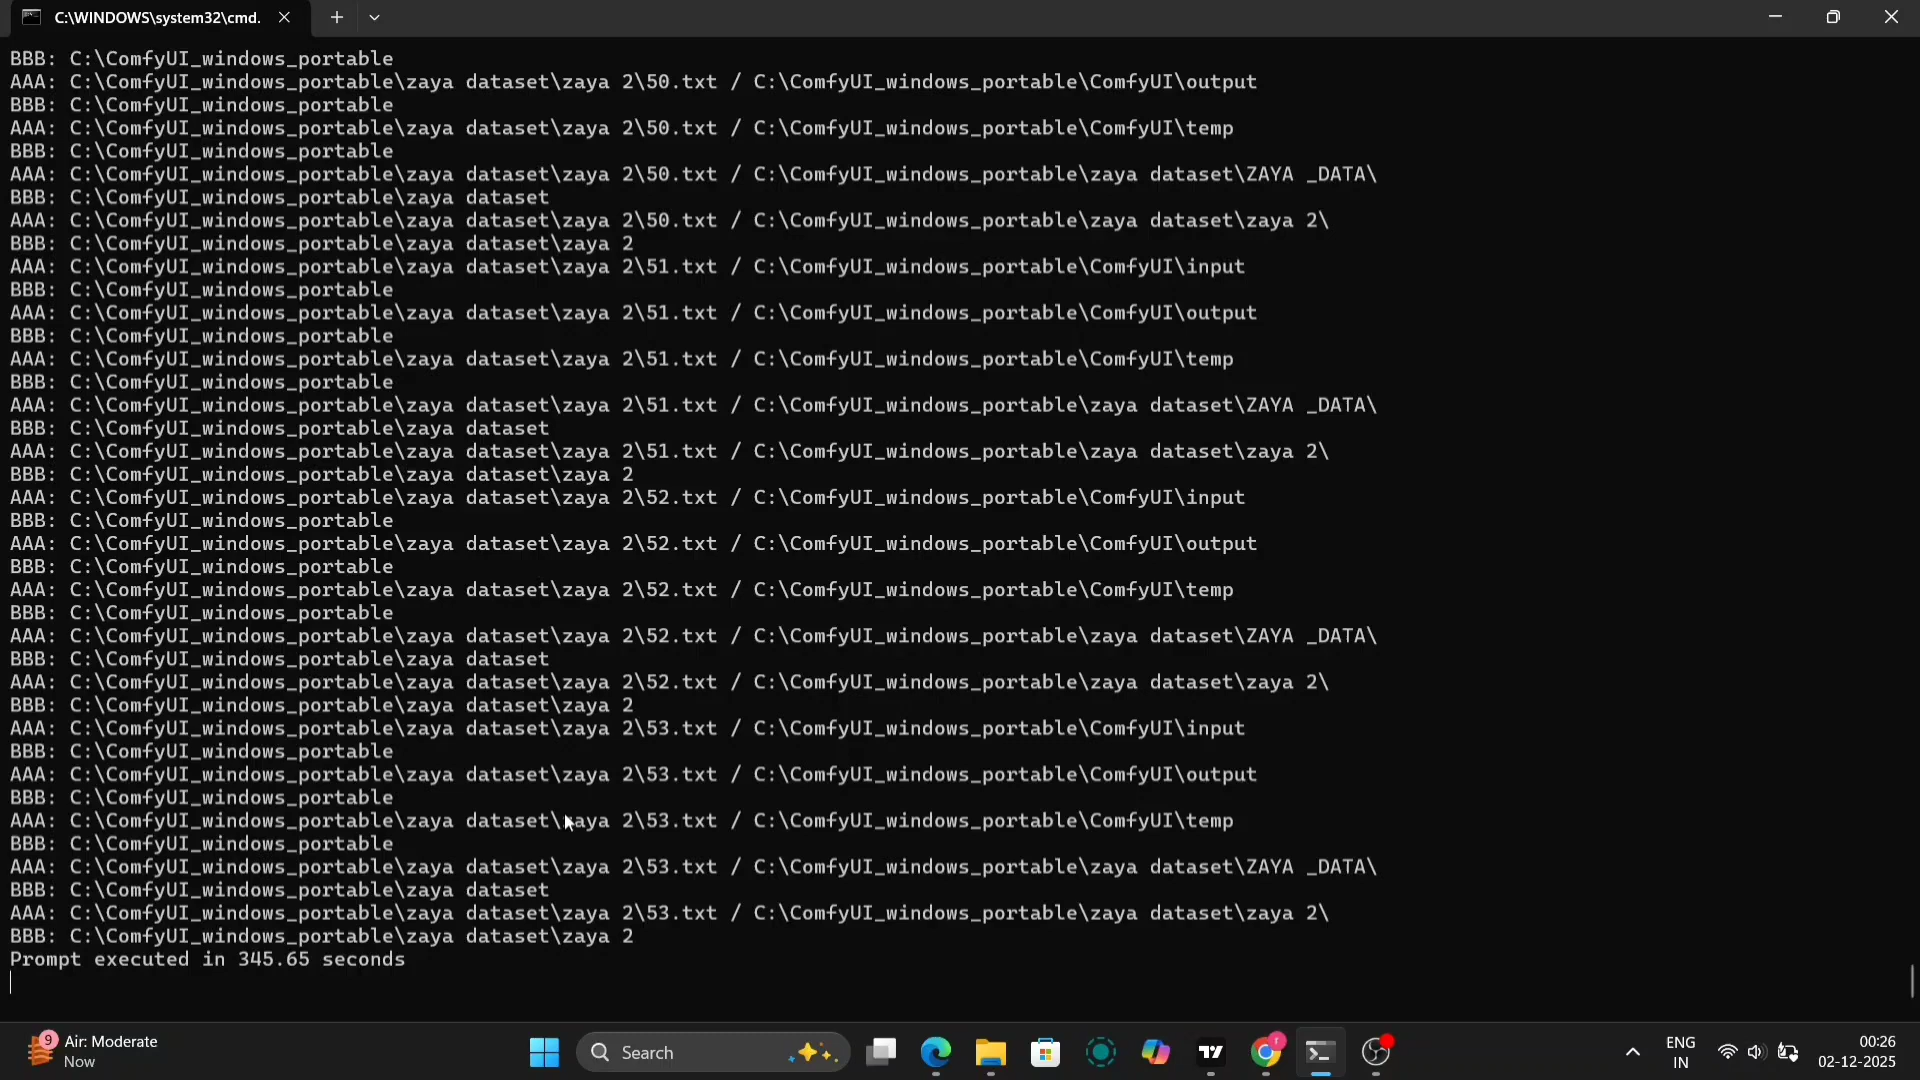 C:\WINDOWS\system32\cmd.
BBB: C:\ComfyUI_windows_portable
AAA: C:\ComfyUI_windows_portable\zaya dataset\zaya 2\50.txt / C:\ComfyUI_windows_portable\ComfyUI\output
BBB: C:\ComfyUI_windows_portable
AAA: C:\ComfyUI_windows_portable\zaya dataset\zaya 2\50.txt / C:\ComfyUI_windows_portable\ComfyUI\temp
BBB: C:\ComfyUI_windows_portable
AAA: C:\ComfyUI_windows_portable\zaya dataset\zaya 2\50.txt / C:\ComfyUI_windows_portable\zaya dataset\ZAYA _DATA\
BBB: C:\ComfyUI_windows_portable\zaya dataset
AAA: C:\ComfyUI_windows_portable\zaya dataset\zaya 2\50.txt / C:\ComfyUI_windows_portable\zaya dataset\zaya 2\
BBB: C:\ComfyUI_windows_portable\zaya dataset\zaya 2
AAA: C:\ComfyUI_windows_portable\zaya dataset\zaya 2\51.txt / C:\ComfyUI_windows_portable\ComfyUI\input
BBB: C:\ComfyUI_windows_portable
AAA: C:\ComfyUI_windows_portable\zaya dataset\zaya 2\51.txt / C:\ComfyUI_windows_portable\ComfyUI\output
BBB: C:\ComfyUI_windows_portable
AAA: C:\ComfyUI_windows_portable\zaya dataset\zaya 2\51.txt / C:\ComfyUI_windows_portable\ComfyUI\temp
BBB: C:\ComfyUI_windows_portable
AAA: C:\ComfyUI_windows_portable\zaya dataset\zaya 2\51.txt / C:\ComfyUI_windows_portable\zaya dataset\ZAYA _DATA\
BBB: C:\ComfyUI_windows_portable\zaya dataset
AAA: C:\ComfyUI_windows_portable\zaya dataset\zaya 2\51.txt / C:\ComfyUI_windows_portable\zaya dataset\zaya 2\
BBB: C:\ComfyUI_windows_portable\zaya dataset\zaya 2
AAA: C:\ComfyUI_windows_portable\zaya dataset\zaya 2\52.txt / C:\ComfyUI_windows_portable\ComfyUI\input
BBB: C:\ComfyUI_windows_portable
AAA: C:\ComfyUI_windows_portable\zaya dataset\zaya 2\52.txt / C:\ComfyUI_windows_portable\ComfyUI\output
BBB: C:\ComfyUI_windows_portable
AAA: C:\ComfyUI_windows_portable\zaya dataset\zaya 2\52.txt / C:\ComfyUI_windows_portable\ComfyUI\temp
BBB: C:\ComfyUI_windows_portable
AAA: C:\ComfyUI_windows_portable\zaya dataset\zaya 2\52.txt / C:\ComfyUI_windows_portable\zaya dataset\ZAYA _DATA\
BBB: C:\ComfyUI_windows_portable\zaya dataset
AAA: C:\ComfyUI_windows_portable\zaya dataset\zaya 2\52.txt / C:\ComfyUI_windows_portable\zaya dataset\zaya 2\
BBB: C:\ComfyUI_windows_portable\zaya dataset\zaya 2
AAA: C:\ComfyUI_windows_portable\zaya dataset\zaya 2\53.txt / C:\ComfyUI_windows_portable\ComfyUI\input
BBB: C:\ComfyUI_windows_portable
AAA: C:\ComfyUI_windows_portable\zaya dataset\zaya 2\53.txt / C:\ComfyUI_windows_portable\ComfyUI\output
BBB: C:\ComfyUI_windows_portable
AAA: C:\ComfyUI_windows_portable\zaya dataset\zaya 2\53.txt / C:\ComfyUI_windows_portable\ComfyUI\temp
BBB: C:\ComfyUI_windows_portable
AAA: C:\ComfyUI_windows_portable\zaya dataset\zaya 2\53.txt / C:\ComfyUI_windows_portable\zaya dataset\ZAYA _DATA\
BBB: C:\ComfyUI_windows_portable\zaya dataset
AAA: C:\ComfyUI_windows_portable\zaya dataset\zaya 2\53.txt / C:\ComfyUI_windows_portable\zaya dataset\zaya 2\
BBB: C:\ComfyUI_windows_portable\zaya dataset\zaya 2
Prompt executed in 345.65 seconds
9 Air: Moderate
Now
Search
ENG
IN
00:26
02-12-2025